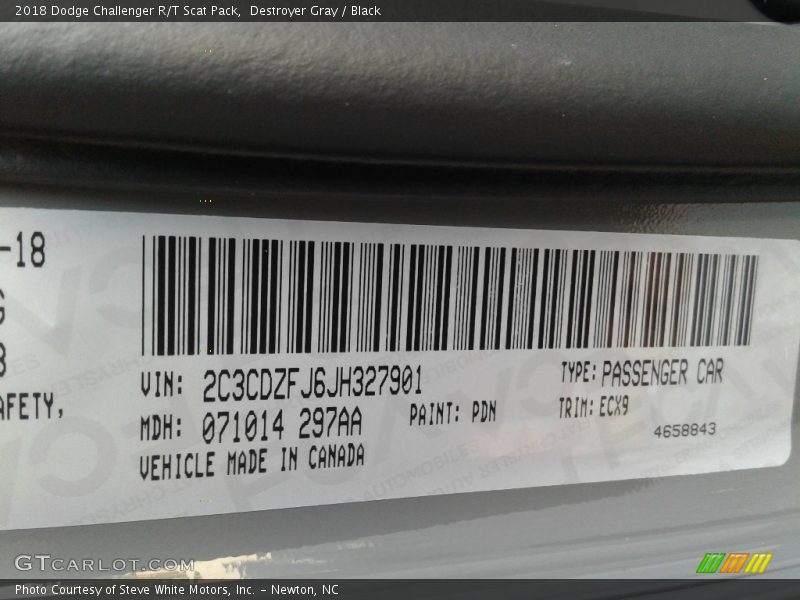 2018 Dodge Challenger R/T Scat Pack,  Destroyer Gray / Black
-18
G
8
AFETY,
VIN: 2C3CDZFJ6JH327901
TYPE: PASSENGER CAR
MDH: 071014 297AA
PAINT: PDN
TRIM: ECX9
VEHICLE MADE IN CANADA
4658843
GTCARLOT.COM
Photo Courtesy of Steve White Motors, Inc. – Newton, NC